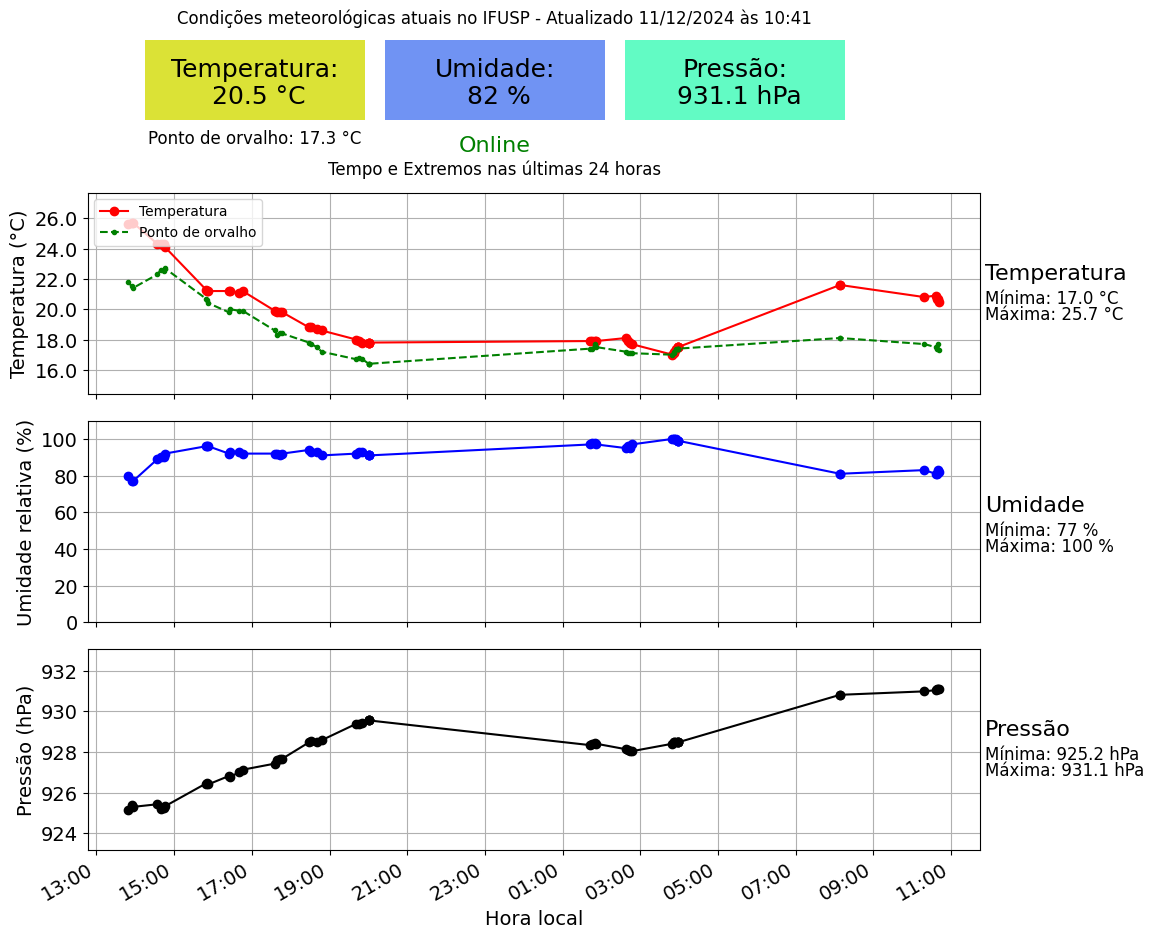 Condições meteorológicas atuais no IFUSP - Atualizado 11/12/2024 às 10:41
Temperatura:
20.5 °C
Umidade:
82 %
Pressão:
931.1 hPa
Ponto de orvalho: 17.3 °C
Online
Tempo e Extremos nas últimas 24 horas
Temperatura (°C)
26.0
24.0
22.0
20.0
18.0
16.0
Temperatura
Ponto de orvalho
Temperatura
Mínima: 17.0 °C
Máxima: 25.7 °C
Umidade relativa (%)
100
80
60
40
20
0
Umidade
Mínima: 77 %
Máxima: 100 %
Pressão (hPa)
932
930
928
926
924
Pressão
Mínima: 925.2 hPa
Máxima: 931.1 hPa
13:00
15:00
17:00
19:00
21:00
23:00
01:00
03:00
05:00
07:00
09:00
11:00
Hora local